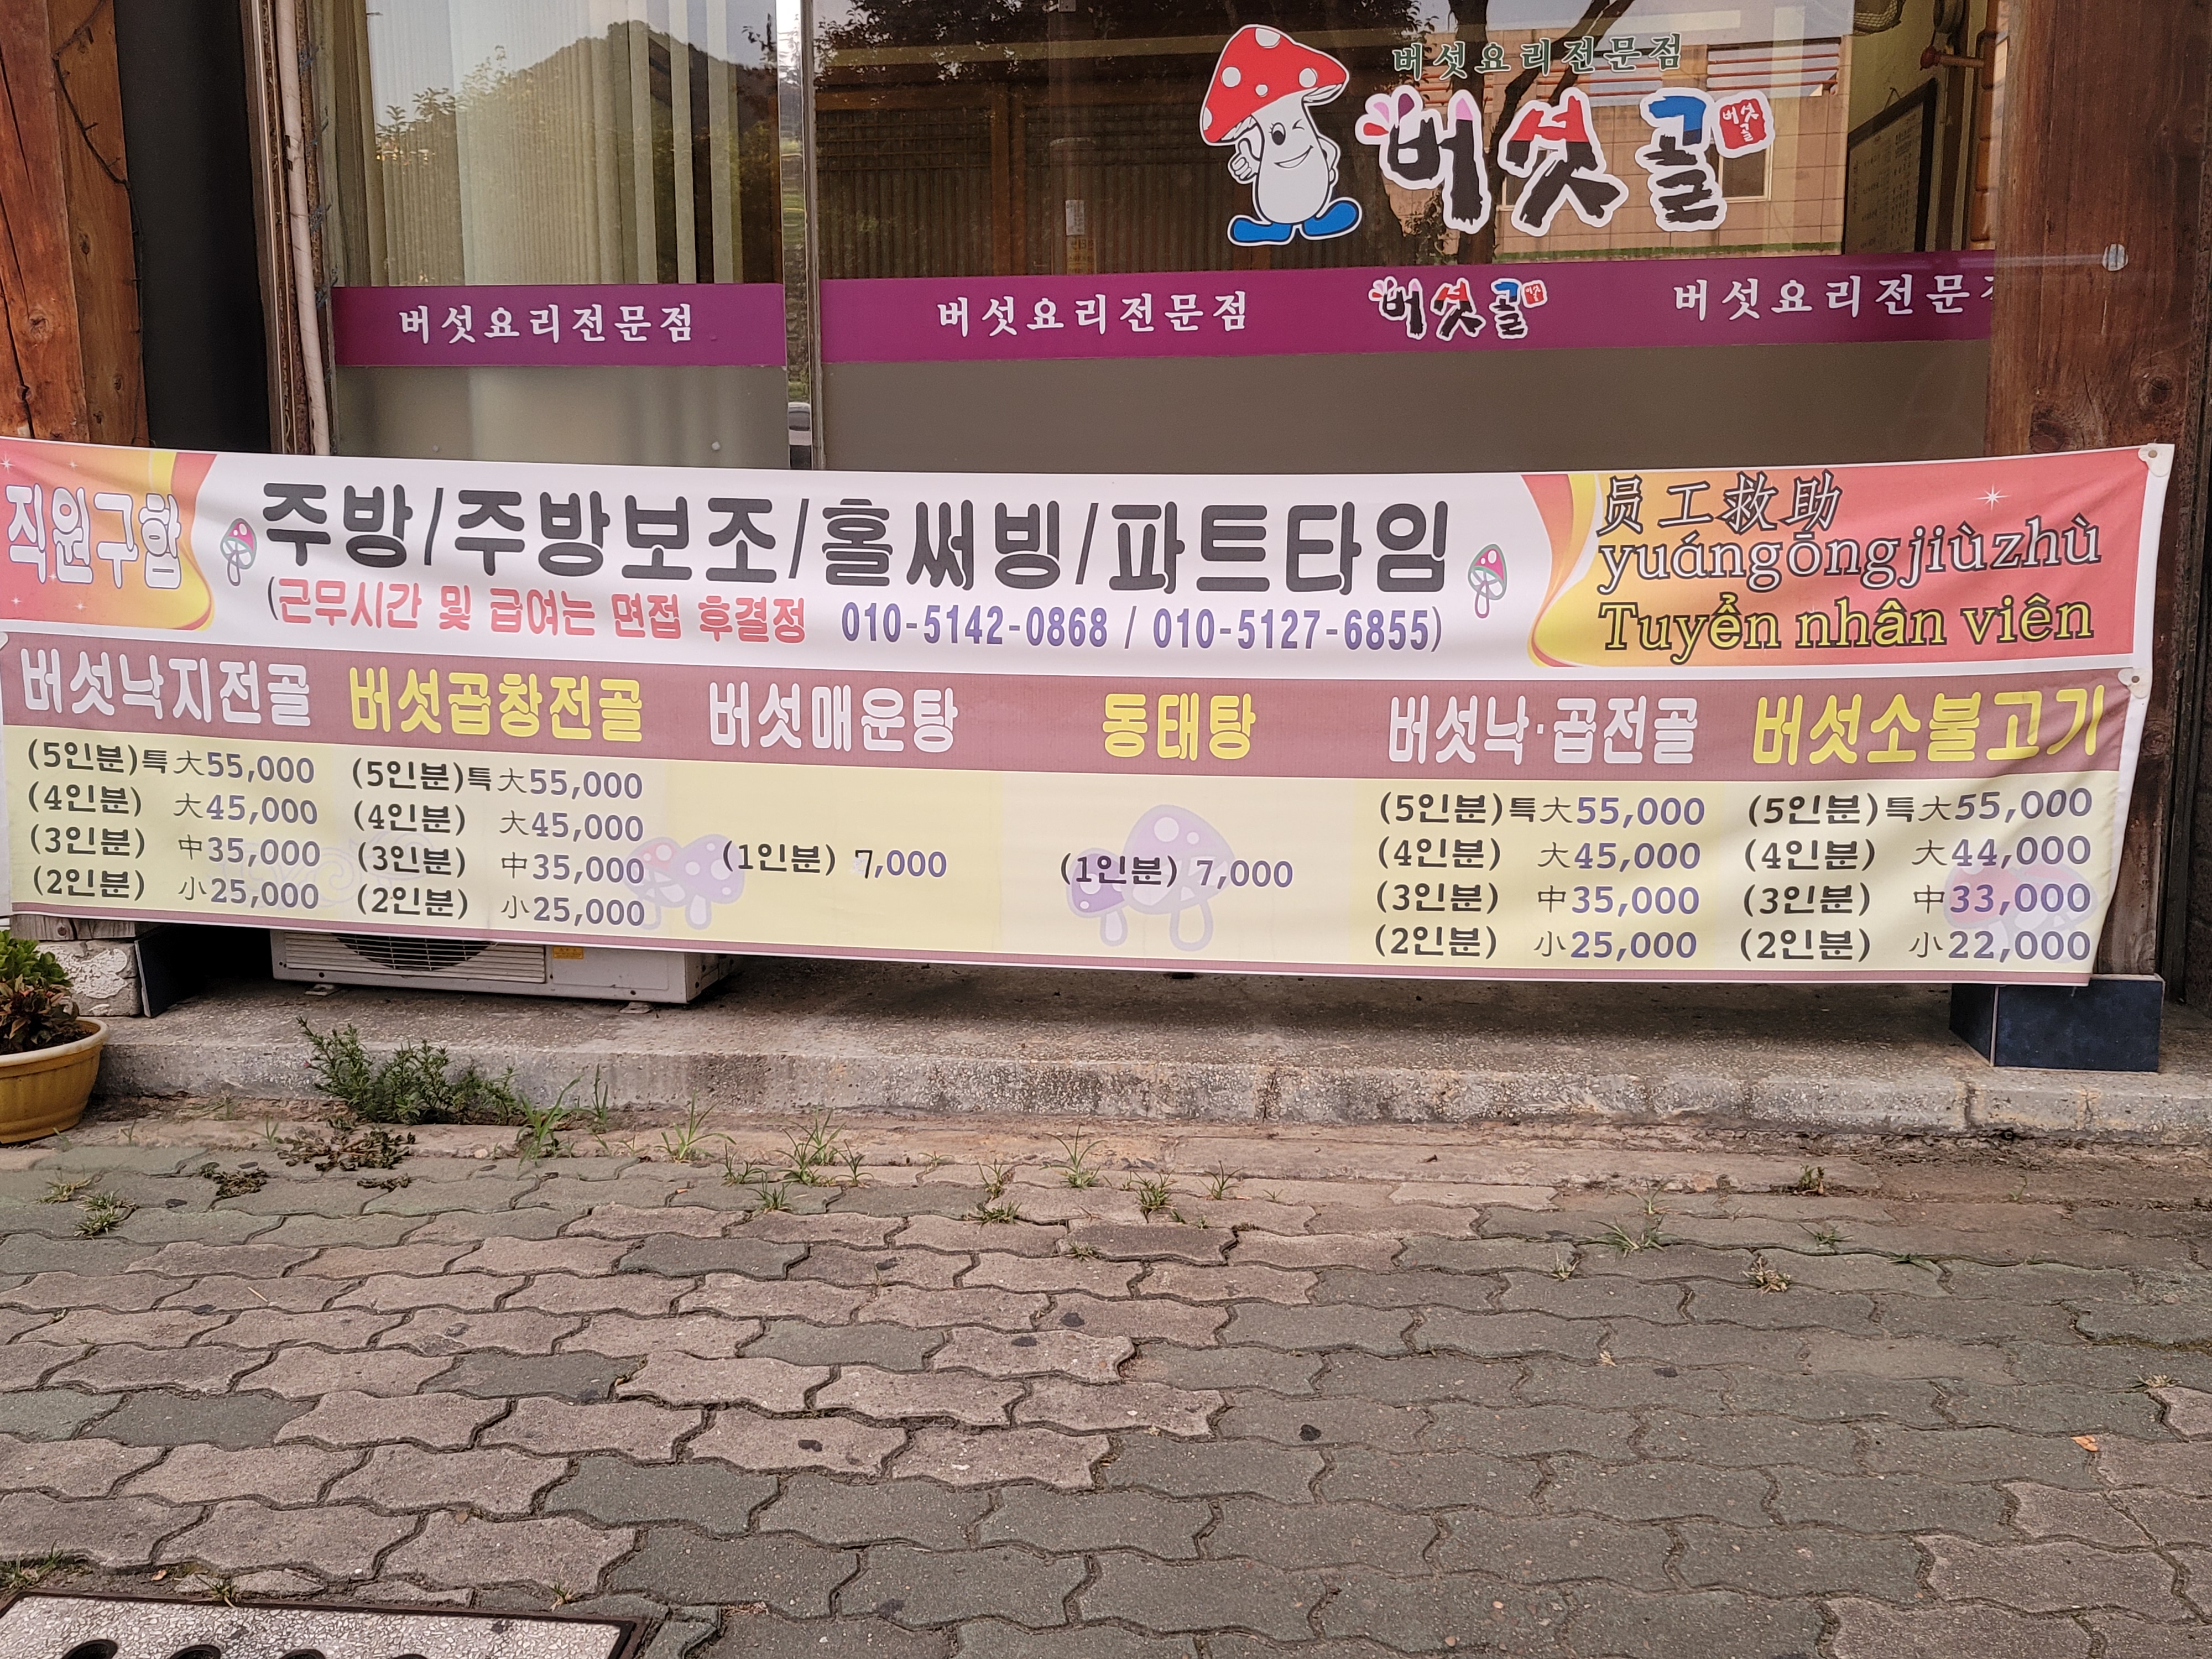 버섯요리전문점
버섯골
버섯골
버섯요리전문점
버섯요리전문점
버섯골
버섯요리전문
직원구합
주방/주방보조/홀써빙/파트타임
(근무시간 및 급여는 면접 후결정 010-5142-0868 / 010-5127-6855)
员工救助
yuángōngjiùzhù
Tuyển nhân viên
버섯낙지전골
(5인분)특大55,000
(4인분) 大45,000
(3인분) 中35,000
(2인분) 小25,000
버섯곱창전골
(5인분)특大55,000
(4인분) 大45,000
(3인분) 中35,000
(2인분) 小25,000
버섯매운탕
(1인분) 7,000
동태탕
(1인분) 7,000
버섯낙·곱전골
(5인분)특大55,000
(4인분) 大45,000
(3인분) 中35,000
(2인분) 小25,000
버섯소불고기
(5인분)특大55,000
(4인분) 大44,000
(3인분) 中33,000
(2인분) 小22,000